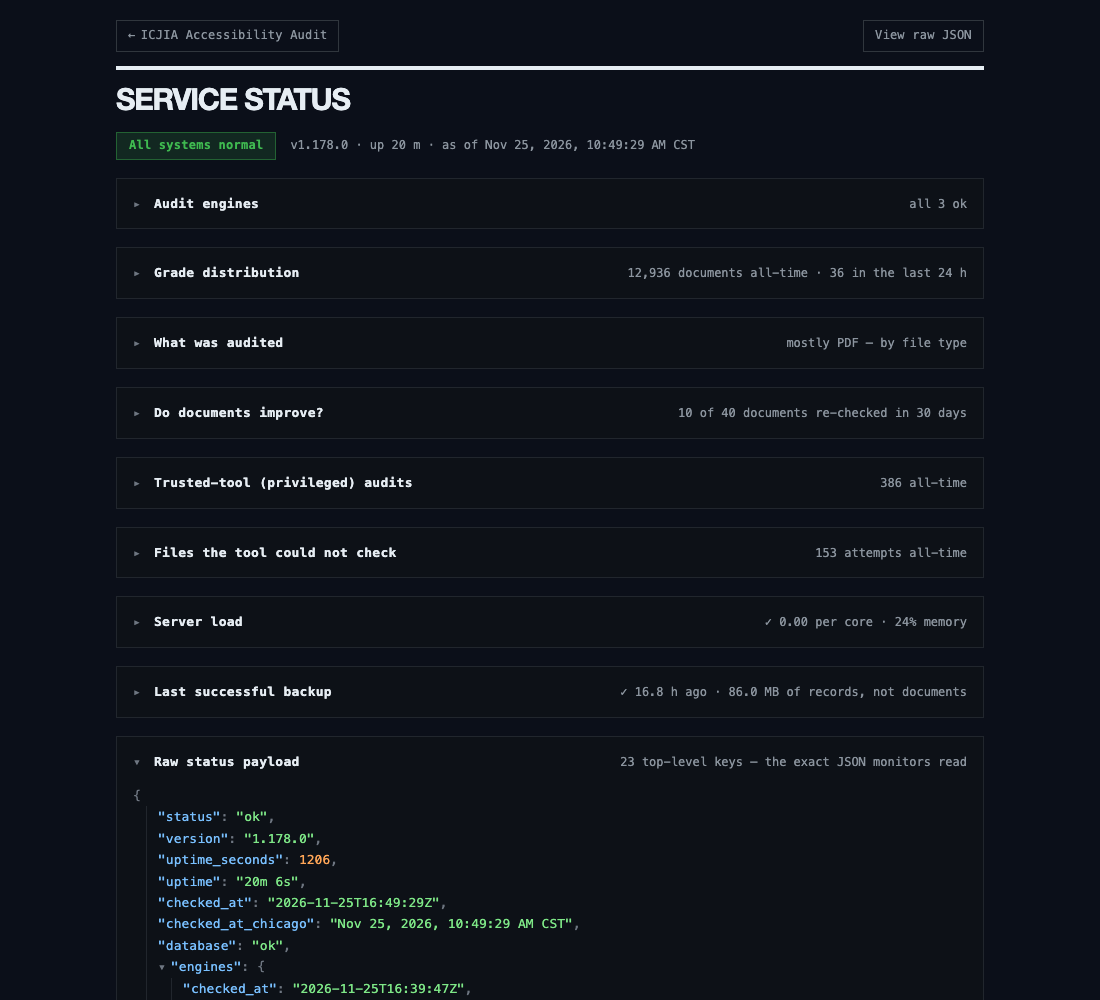 ← ICJIA Accessibility Audit
View raw JSON
SERVICE STATUS
All systems normal
v1.178.0 · up 20 m · as of Nov 25, 2026, 10:49:29 AM CST
▸ Audit engines
all 3 ok
▸ Grade distribution
12,936 documents all-time · 36 in the last 24 h
▸ What was audited
mostly PDF — by file type
▸ Do documents improve?
10 of 40 documents re-checked in 30 days
▸ Trusted-tool (privileged) audits
386 all-time
▸ Files the tool could not check
153 attempts all-time
▸ Server load
✓ 0.00 per core · 24% memory
▸ Last successful backup
✓ 16.8 h ago · 86.0 MB of records, not documents
▾ Raw status payload
23 top-level keys — the exact JSON monitors read
{
"status": "ok",
"version": "1.178.0",
"uptime_seconds": 1206,
"uptime": "20m 6s",
"checked_at": "2026-11-25T16:49:29Z",
"checked_at_chicago": "Nov 25, 2026, 10:49:29 AM CST",
"database": "ok",
▾ "engines": {
"checked_at": "2026-11-25T16:39:47Z",